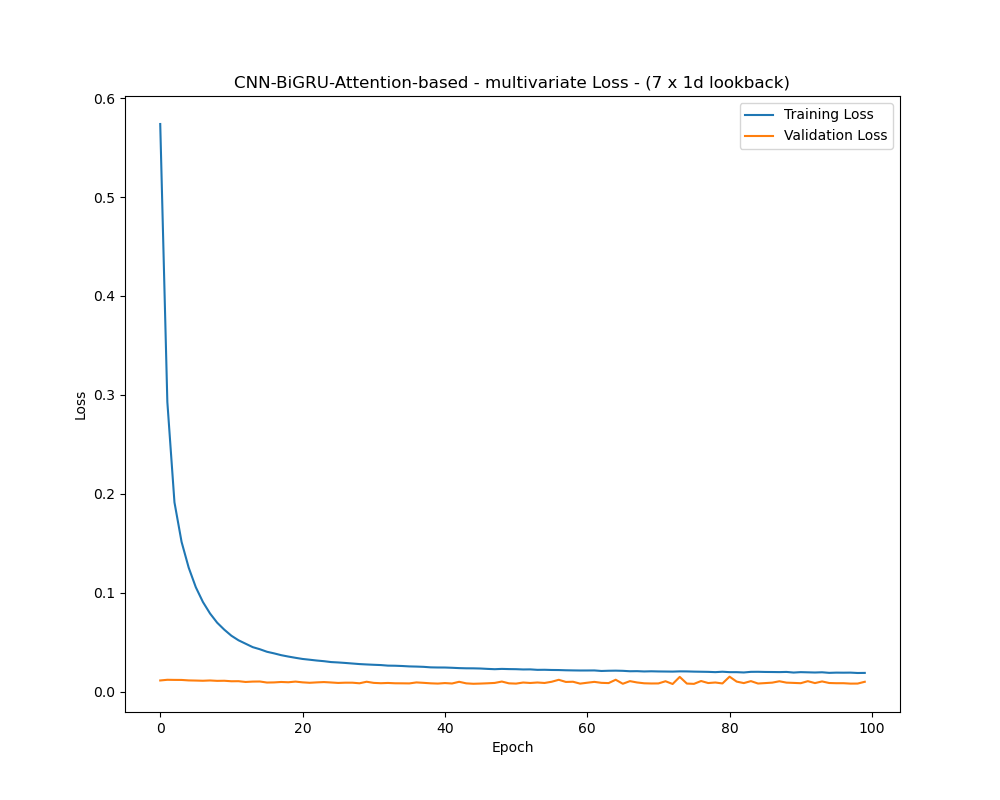 CNN-BiGRU-Attention-based - multivariate Loss - (7 x 1d lookback)
Training Loss
Validation Loss
0.6
0.5
0.4
0.3
0.2
0.1
0.0
Loss
0 20 40 60 80 100
Epoch